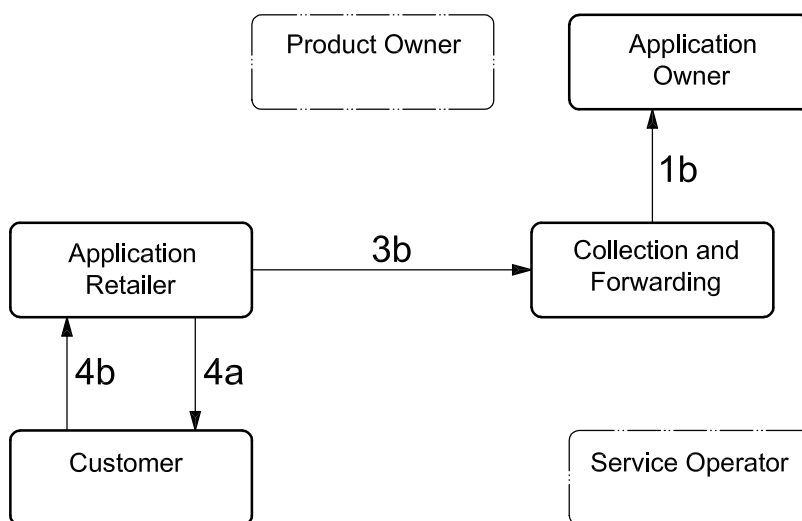 Product Owner
Application
Owner
1b
Application
Retailer
3b
Collection and
Forwarding
4b
4a
Customer
Service Operator